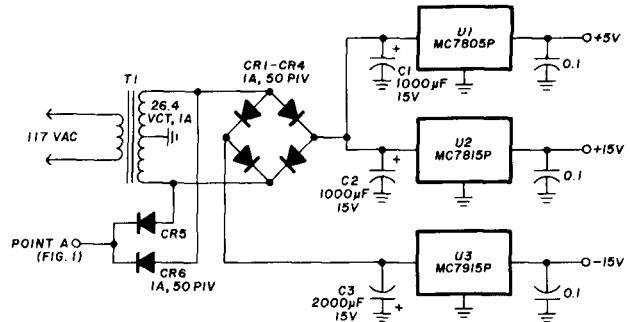 T1
117 VAC
26.4
VCT, 1A
CR1-CR4
1A, 50 PIV
POINT A
(FIG. 1)
CR5
CR6
1A, 50 PIV
C1
1000µF
15V
+
U1
MC7805P
0.1
+5V
C2
1000µF
15V
+
U2
MC7815P
0.1
+15V
C3
2000µF
15V
+
U3
MC7915P
0.1
-15V